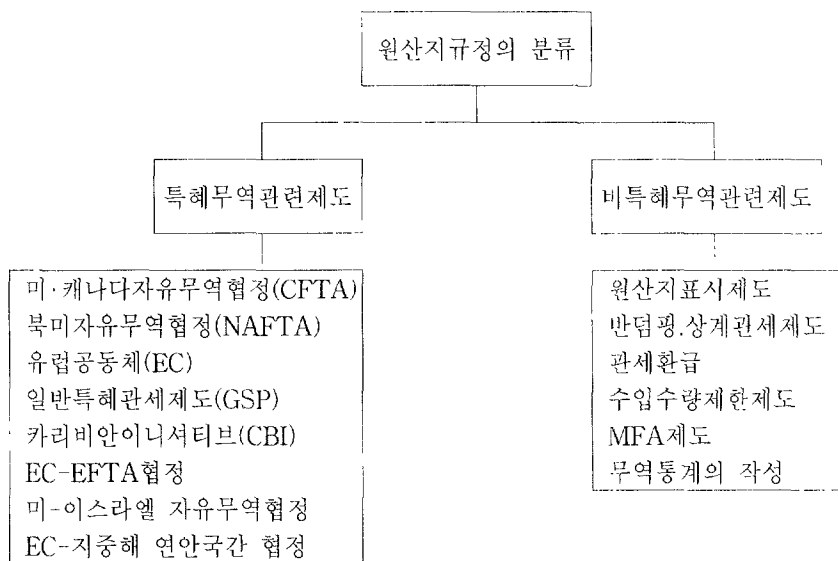 원산지규정의 분류
특혜무역관련제도
비특혜무역관련제도
미·캐나다자유무역협정(CFTA)
북미자유무역협정(NAFTA)
유럽공동체(EC)
일반특혜관세제도(GSP)
카리비안이니셔티브(CBI)
EC-EFTA협정
미-이스라엘 자유무역협정
EC-지중해 연안국간 협정
원산지표시제도
반덤핑.상계관세제도
관세환급
수입수량제한제도
MFA제도
무역통계의 작성